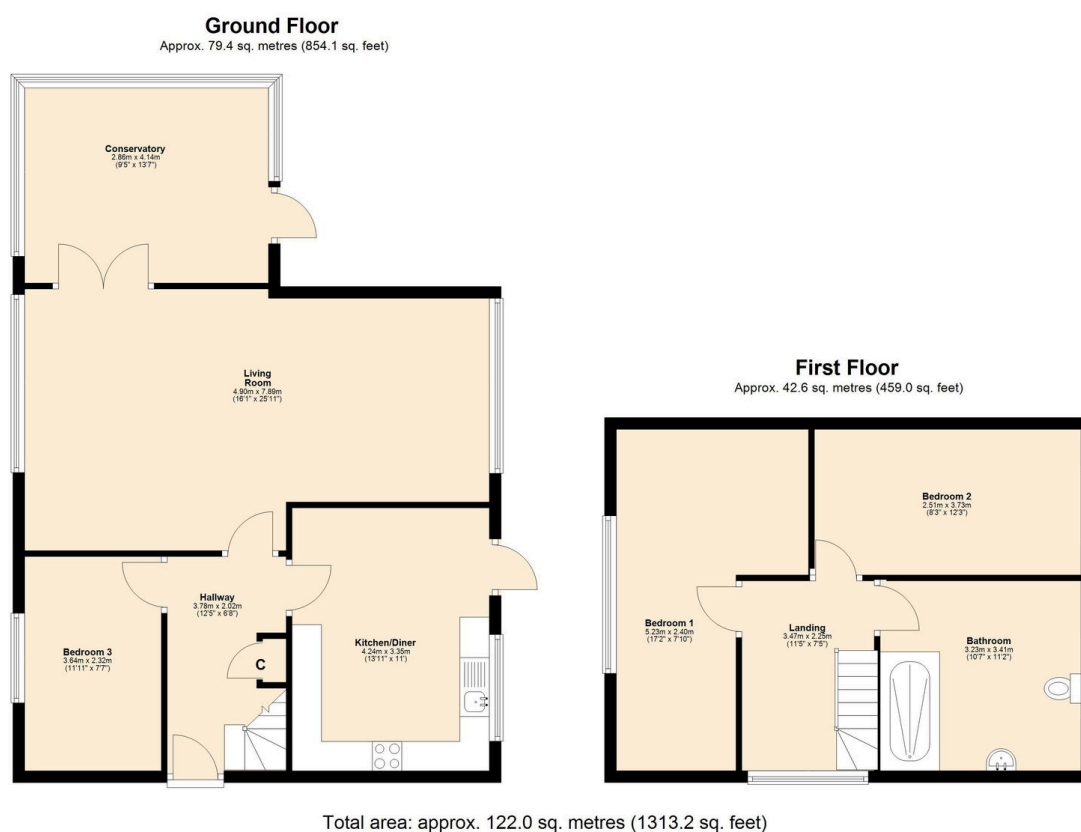 Ground Floor
Approx. 79.4 sq. metres (854.1 sq. feet)
Conservatory
2.86m x 4.14m
(9'5" x 13'7")
Living
Room
4.90m x 7.89m
(16'1" x 25'11")
Hallway
3.78m x 2.02m
(12'5" x 6'8")
Bedroom 3
3.64m x 2.32m
(11'11" x 7'7")
C
Kitchen/Diner
4.24m x 3.35m
(13'11" x 11')
First Floor
Approx. 42.6 sq. metres (459.0 sq. feet)
Bedroom 2
2.51m x 3.73m
(8'3" x 12'3")
Bedroom 1
5.23m x 2.40m
(17'2" x 7'10")
Landing
3.47m x 2.25m
(11'5" x 7'5")
Bathroom
3.23m x 3.41m
(10'7" x 11'2")
Total area: approx. 122.0 sq. metres (1313.2 sq. feet)